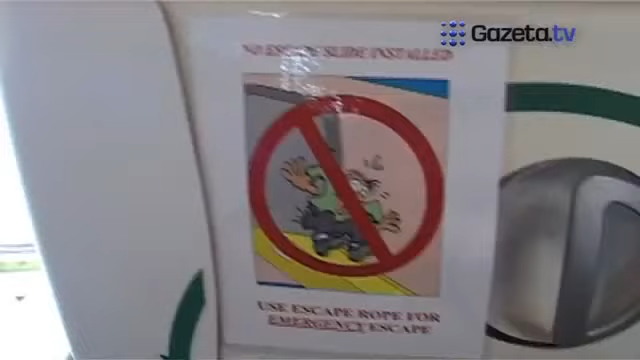 Gazeta.tv
NO ESCAPE SLIDE INSTALLED
USE ESCAPE ROPE FOR
EMERGENCY ESCAPE